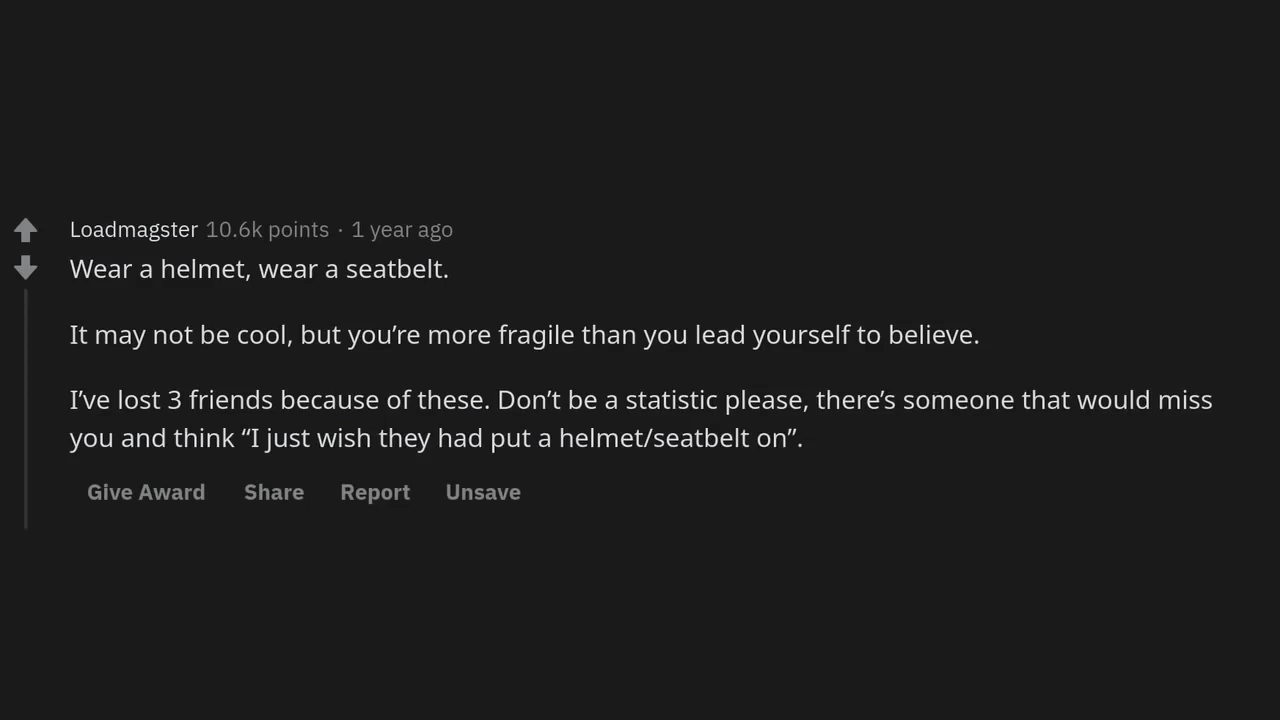 Loadmagster 10.6k points · 1 year ago
Wear a helmet, wear a seatbelt.
It may not be cool, but you’re more fragile than you lead yourself to believe.
I’ve lost 3 friends because of these. Don’t be a statistic please, there’s someone that would miss
you and think “I just wish they had put a helmet/seatbelt on”.
Give Award Share Report Unsave